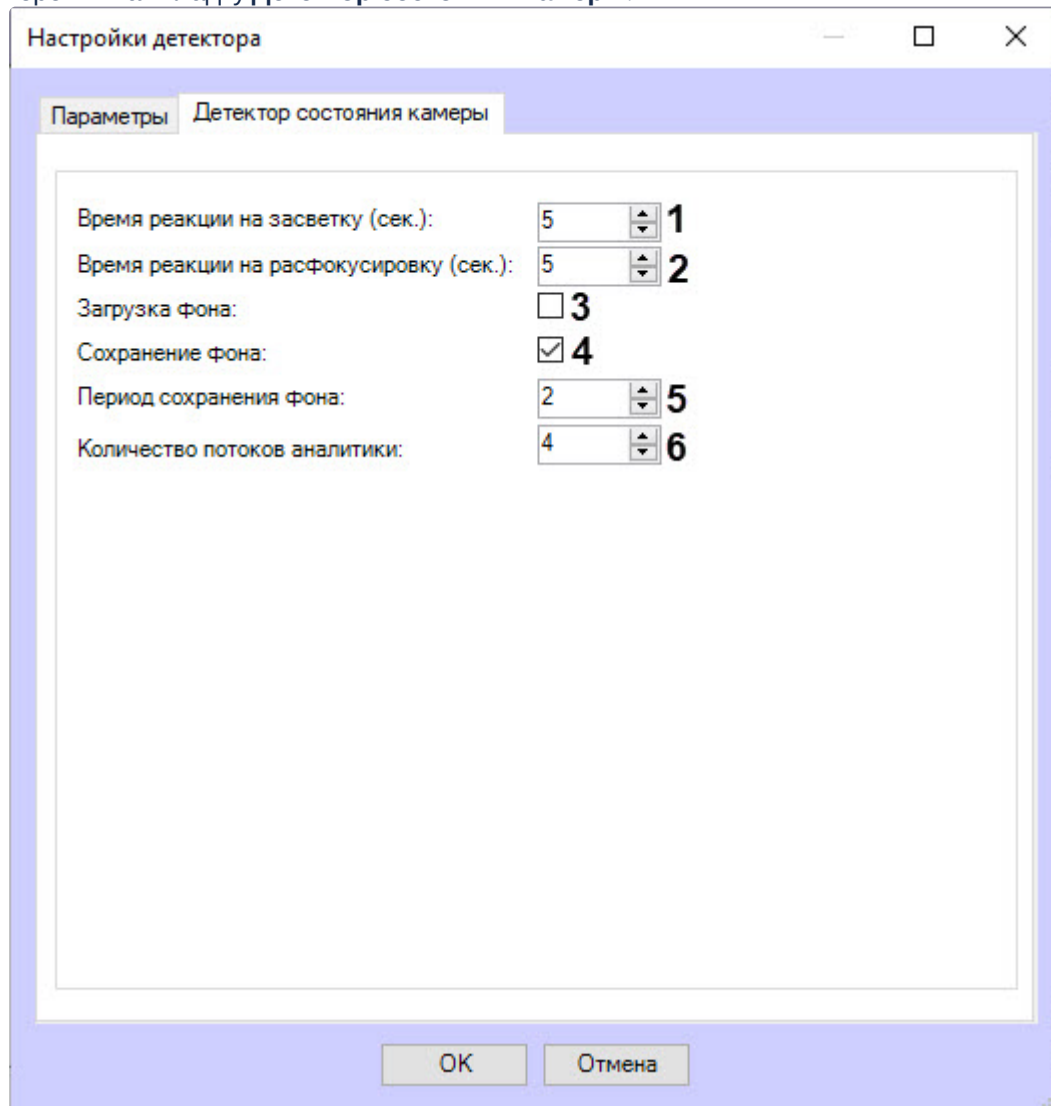 Настройки детектора
Параметры Детектор состояния камеры
Время реакции на засветку (сек.): 5 1
Время реакции на расфокусировку (сек.): 5 2
Загрузка фона: 3
Сохранение фона: 4
Период сохранения фона: 2 5
Количество потоков аналитики: 4 6
OK Отмена